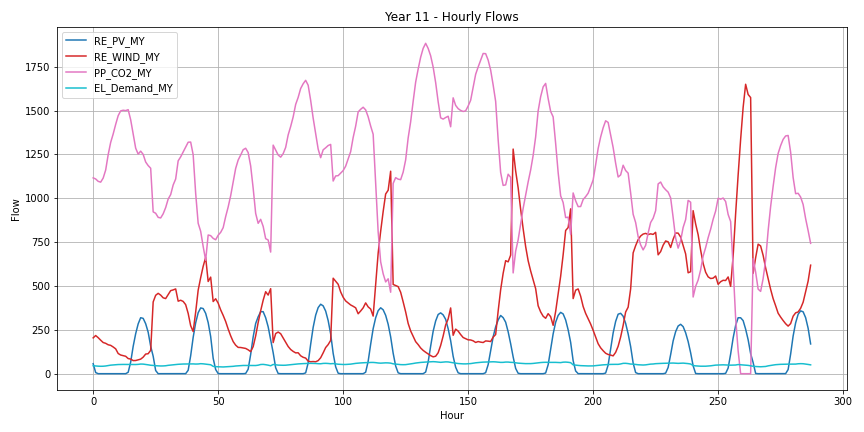 Year 11 - Hourly Flows
RE_PV_MY
RE_WIND_MY
PP_CO2_MY
EL_Demand_MY
1750
1500
1250
1000
750
500
250
0
Flow
0 50 100 150 200 250 300
Hour